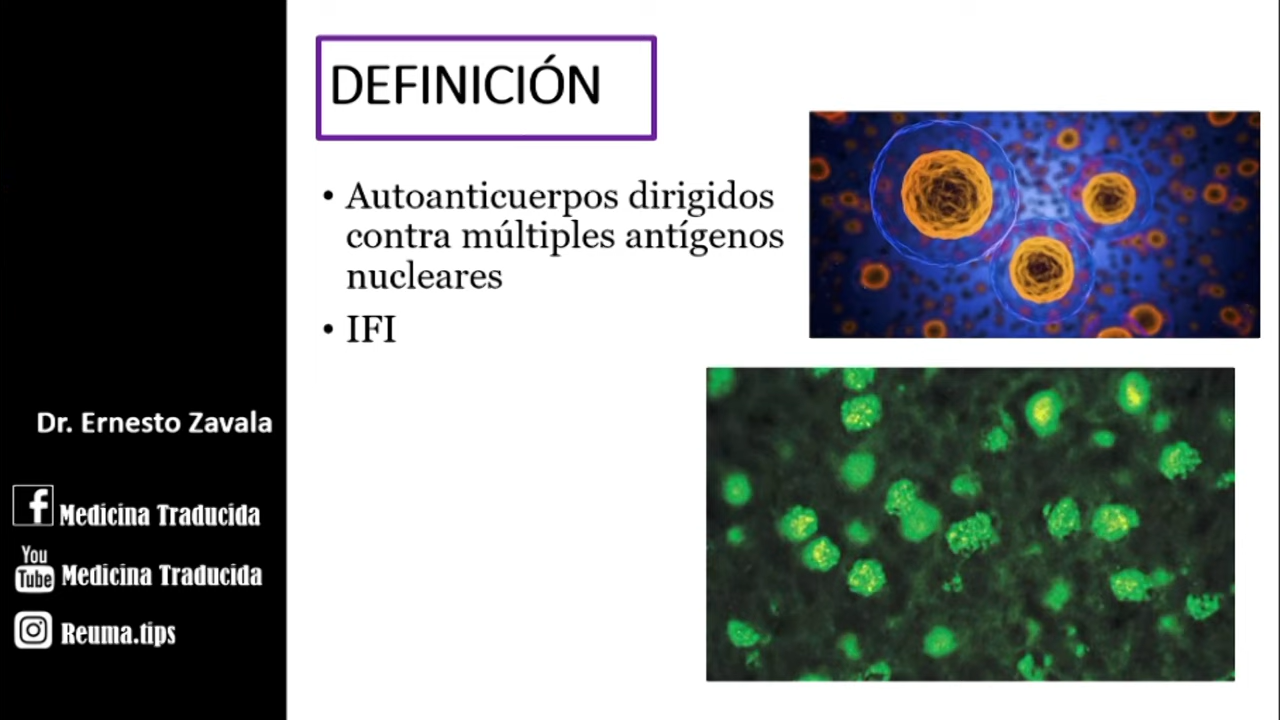 DEFINICIÓN
• Autoanticuerpos dirigidos
contra múltiples antígenos
nucleares
• IFI
Dr. Ernesto Zavala
f Medicina Traducida
You Tube Medicina Traducida
Reuma.tips